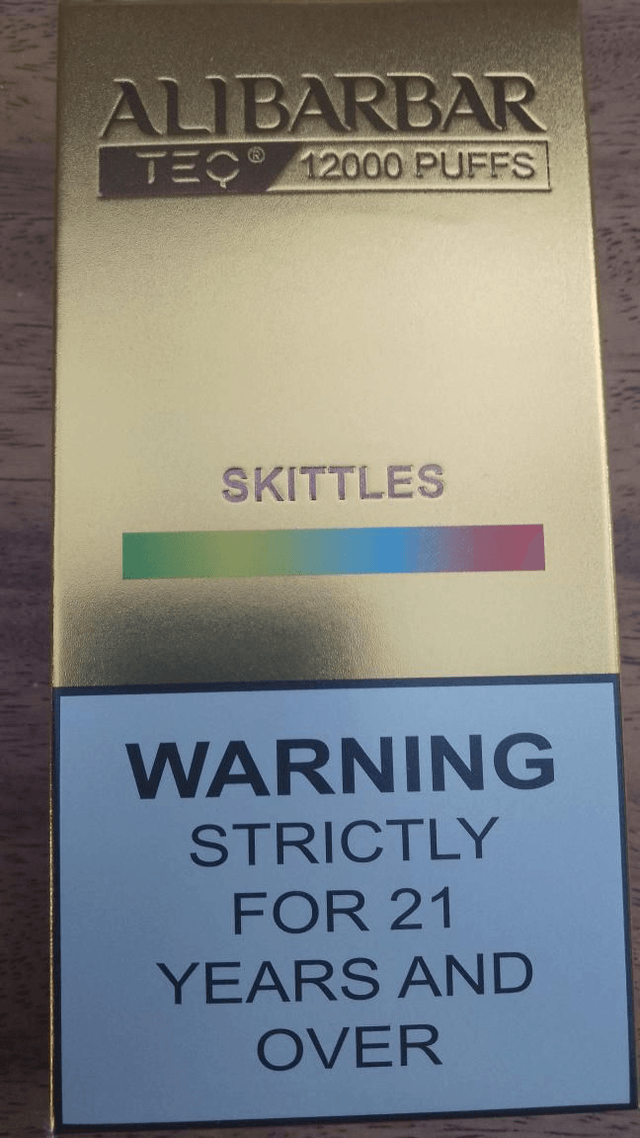 ALIBARBAR
TEQ® 12000 PUFFS
SKITTLES
WARNING
STRICTLY
FOR 21
YEARS AND
OVER